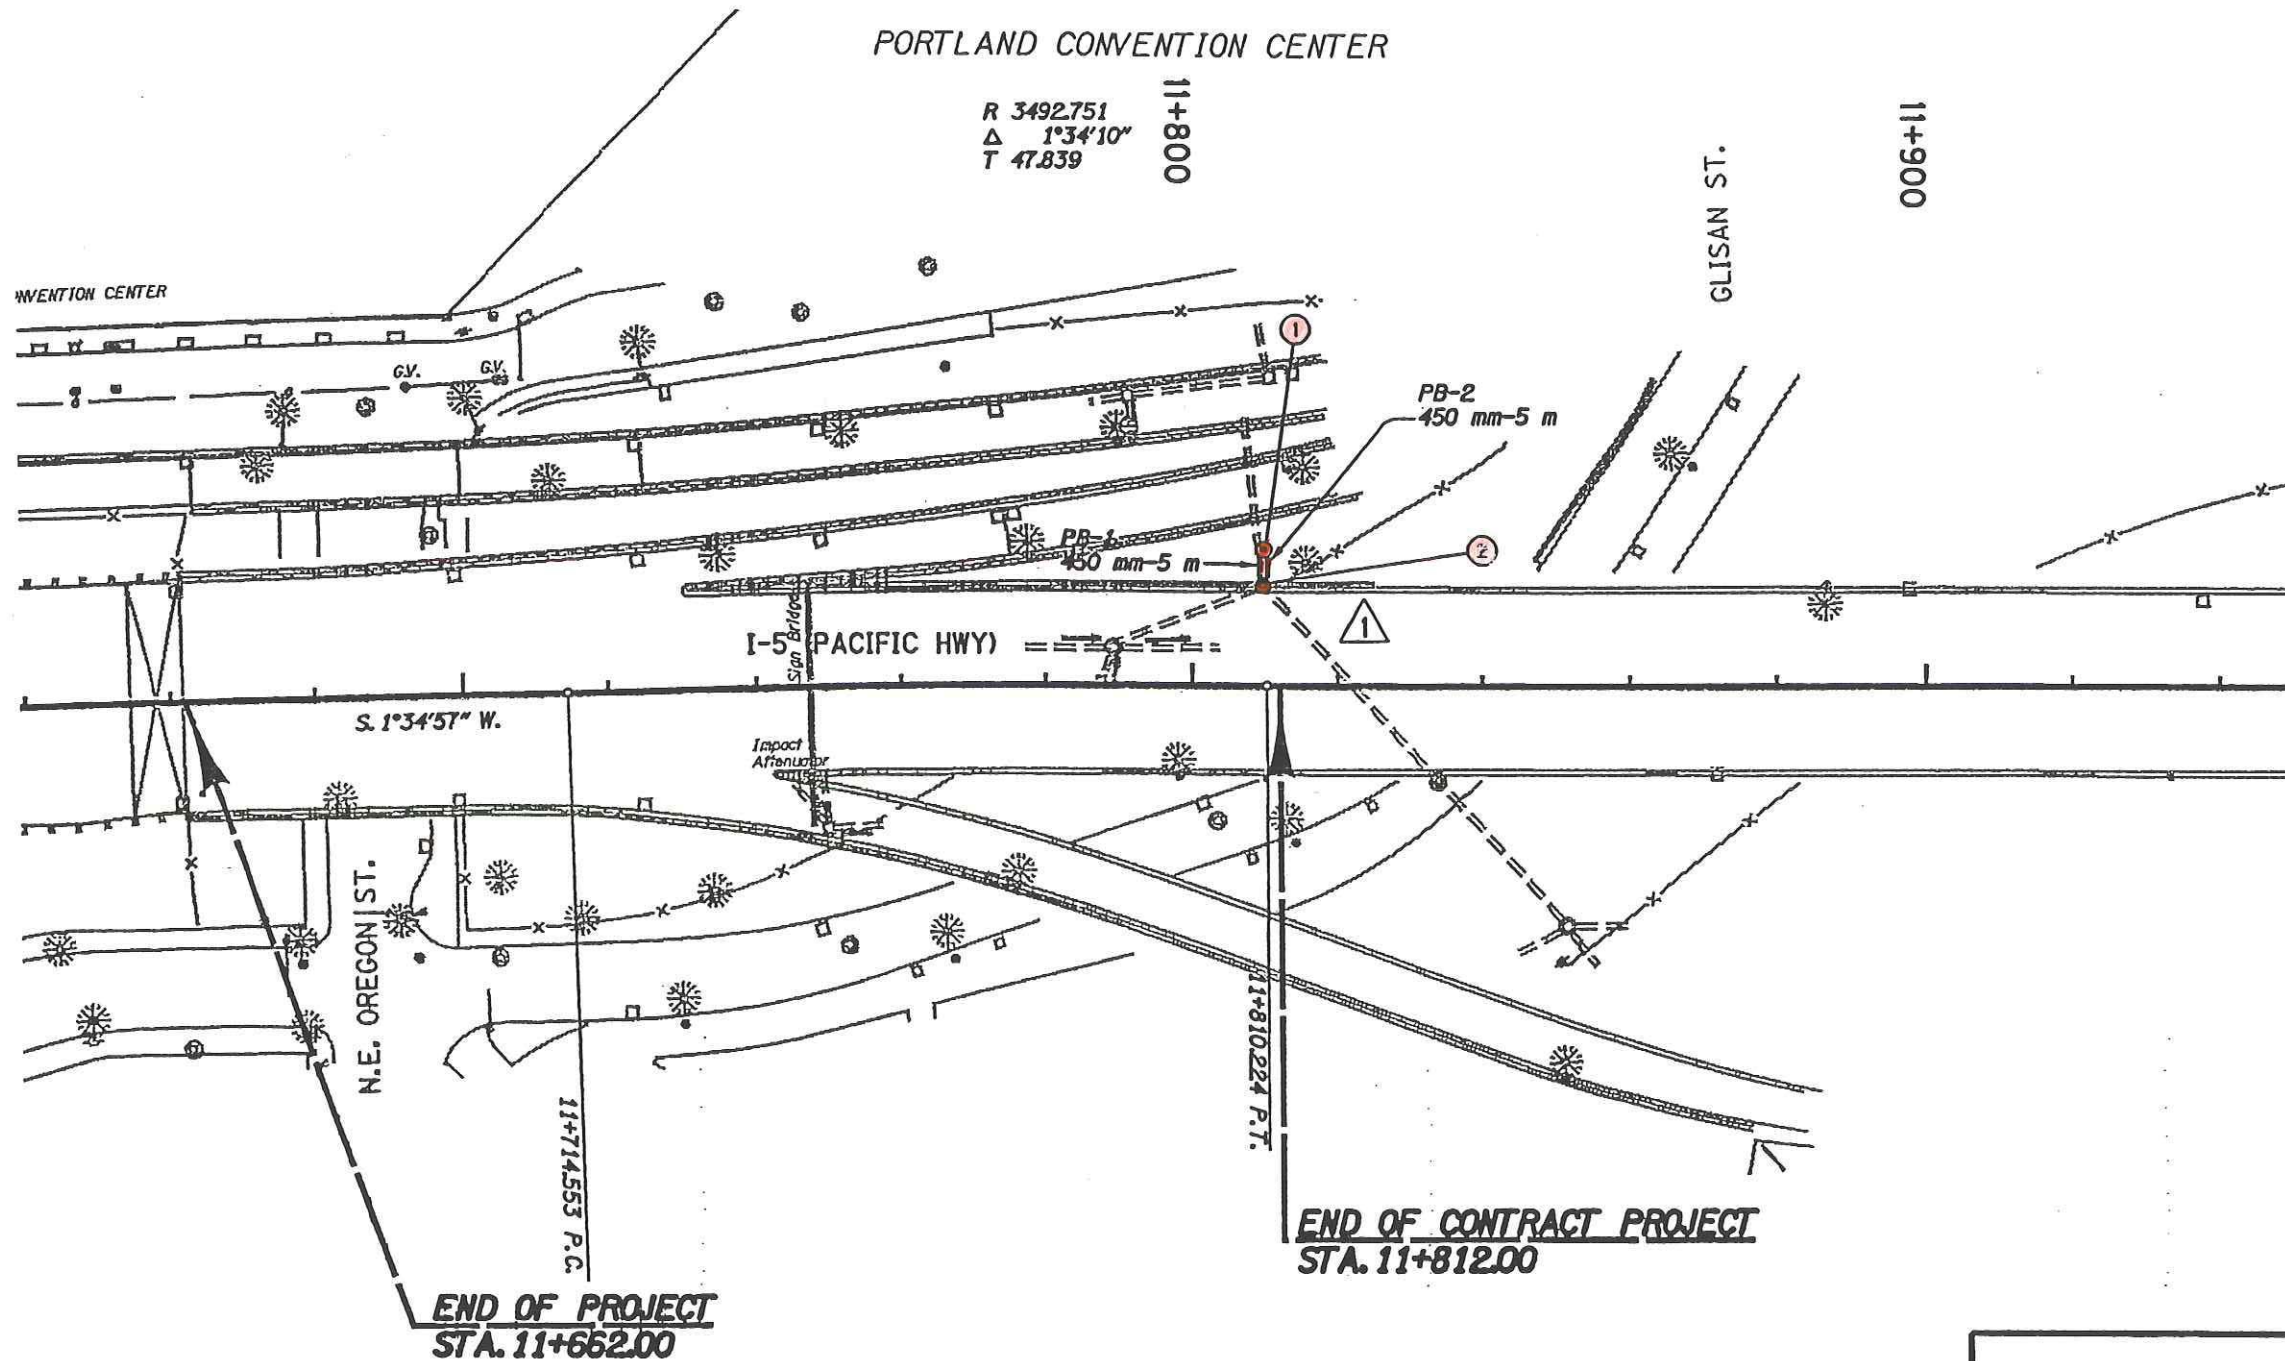 PORTLAND CONVENTION CENTER
R 3492.751
Δ 1°34'10"
T 47.839
11+800
11+900
GLISAN ST.
NVENTION CENTER
G.V.
G.V.
1
PB-2
450 mm-5 m
PB-1
450 mm-5 m
2
1
I-5 (PACIFIC HWY)
Sign Bridge
S. 1°34'57" W.
Impact
Attenuator
N.E. OREGON ST.
11+714.553 P.C.
11+810.224 P.T.
END OF CONTRACT PROJECT
STA. 11+812.00
END OF PROJECT
STA. 11+662.00